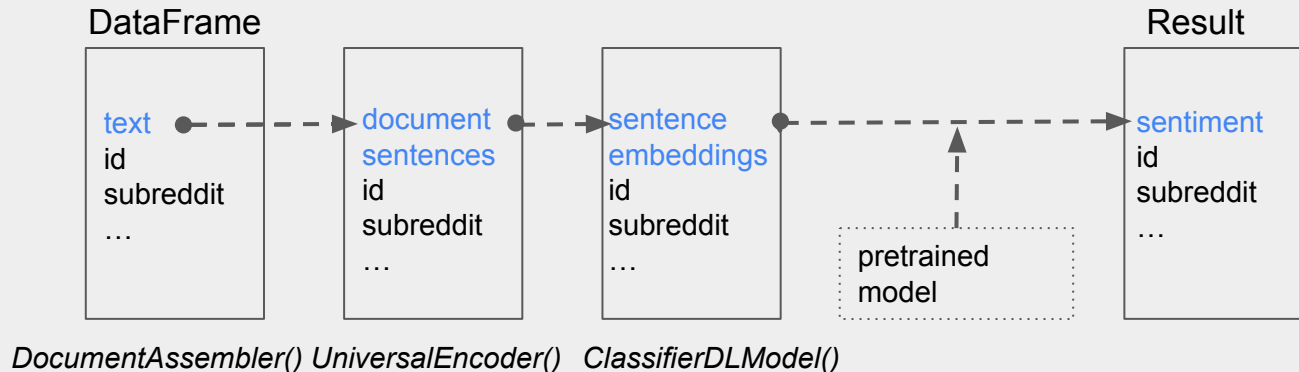 DataFrame
Result
text
id
subreddit
…
document
sentences
id
subreddit
…
sentence
embeddings
id
subreddit
…
pretrained
model
sentiment
id
subreddit
…
DocumentAssembler()
UniversalEncoder()
ClassifierDLModel()